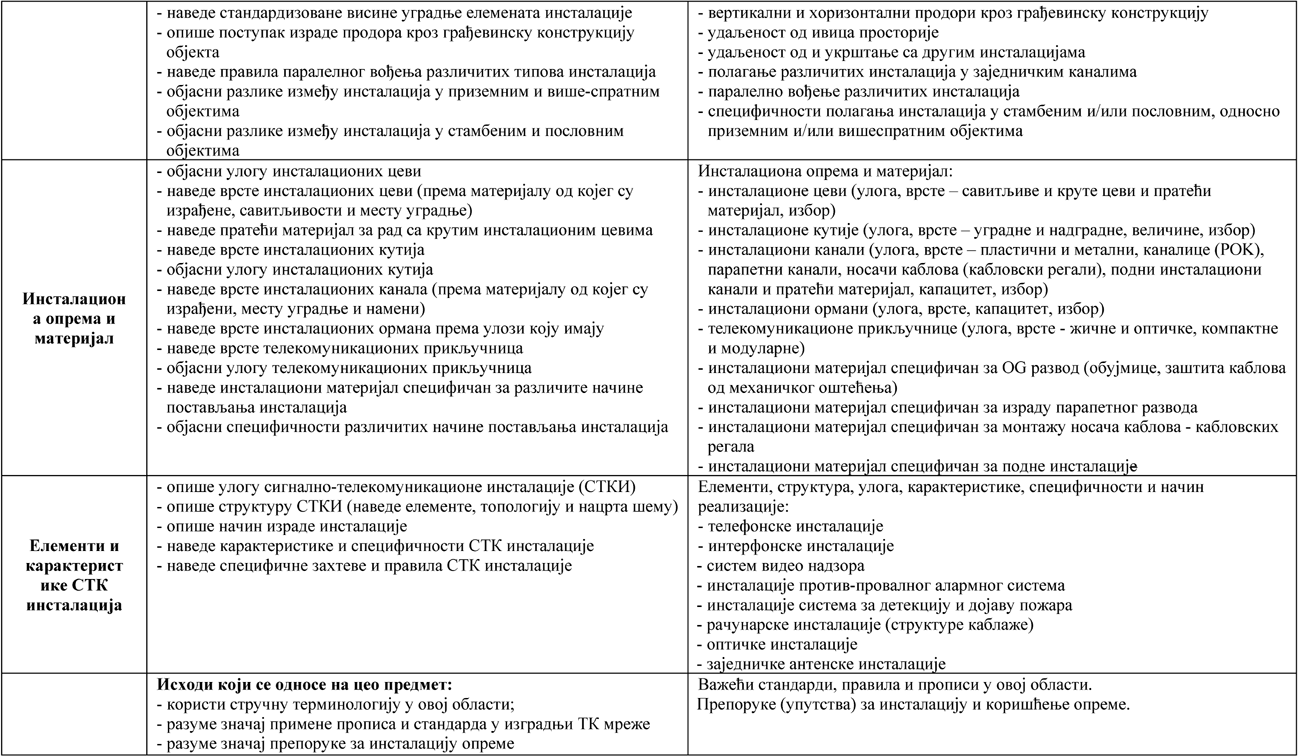 - наведе стандардизоване висине уградње елемената инсталације
- опише поступак израде продора кроз грађевинску конструкцију
објекта
- наведе правила паралелног вођења различитих типова инсталација
- објасни разлике између инсталација у приземним и више-спратним
објектима
- објасни разлике између инсталација у стамбеним и пословним
објектима
- вертикални и хоризонтални продори кроз грађевинску конструкцију
- удаљеност од ивица просторије
- удаљеност од и укрштање са другим инсталацијама
- полагање различитих инсталација у заједничким каналима
- паралелно вођење различитих инсталација
- специфичности полагања инсталација у стамбеним и/или пословним, односно
приземним и/или вишеспратним објектима
Инсталацион
а опрема и
материјал
- објасни улогу инсталационих цеви
- наведе врсте инсталационих цеви (према материјалу од којег су
израђене, савитљивости и месту уградње)
- наведе пратећи материјал за рад са крутим инсталационим цевима
- наведе врсте инсталационих кутија
- објасни улогу инсталационих кутија
- наведе врсте инсталационих канала (према материјалу од којег су
израђени, месту уградње и намени)
- наведе врсте инсталационих ормана према улози коју имају
- наведе врсте телекомуникационих прикључница
- објасни улогу телекомуникационих прикључница
- наведе инсталациони материјал специфичан за различите начине
постављања инсталација
- објасни специфичности различитих начине постављања инсталација
Инсталациона опрема и материјал:
- инсталационе цеви (улога, врсте – савитљиве и круте цеви и пратећи
материјал, избор)
- инсталационе кутије (улога, врсте – уградне и надградне, величине, избор)
- инсталациони канали (улога, врсте – пластични и метални, каналице (РОК),
парапетни канали, носачи каблова (кабловски регали), подни инсталациони
канали и пратећи материјал, капацитет, избор)
- инсталациони ормани (улога, врсте, капацитет, избор)
- телекомуникационе прикључнице (улога, врсте - жичне и оптичке, компактне
и модуларне)
- инсталациони материјал специфичан за OG развод (обујмице, заштита каблова
од механичког оштећења)
- инсталациони материјал специфичан за израду парапетног развода
- инсталациони материјал специфичан за монтажу носача каблова - кабловских
регала
- инсталациони материјал специфичан за подне инсталације
Елементи и
карактерист
ике СТК
инсталација
- опише улогу сигнално-телекомуникационе инсталације (СТКИ)
- опише структуру СТКИ (наведе елементе, топологију и нацрта шему)
- опише начин израде инсталације
- наведе карактеристике и специфичности СТК инсталације
- наведе специфичне захтеве и правила СТК инсталације
Елементи, структура, улога, карактеристике, специфичности и начин
реализације:
- телефонске инсталације
- интерфонске инсталације
- систем видео надзора
- инсталације против-провалног алармног система
- инсталације система за детекцију и дојаву пожара
- рачунарске инсталације (структуре каблаже)
- оптичке инсталације
- заједничке антенске инсталације
Исходи који се односе на цео предмет:
- користи стручну терминологију у овој области;
- разуме значај примене прописа и стандарда у изградњи ТК мреже
- разуме значај препоруке за инсталацију опреме
Важећи стандарди, правила и прописи у овој области.
Препоруке (упутства) за инсталацију и коришћење опреме.